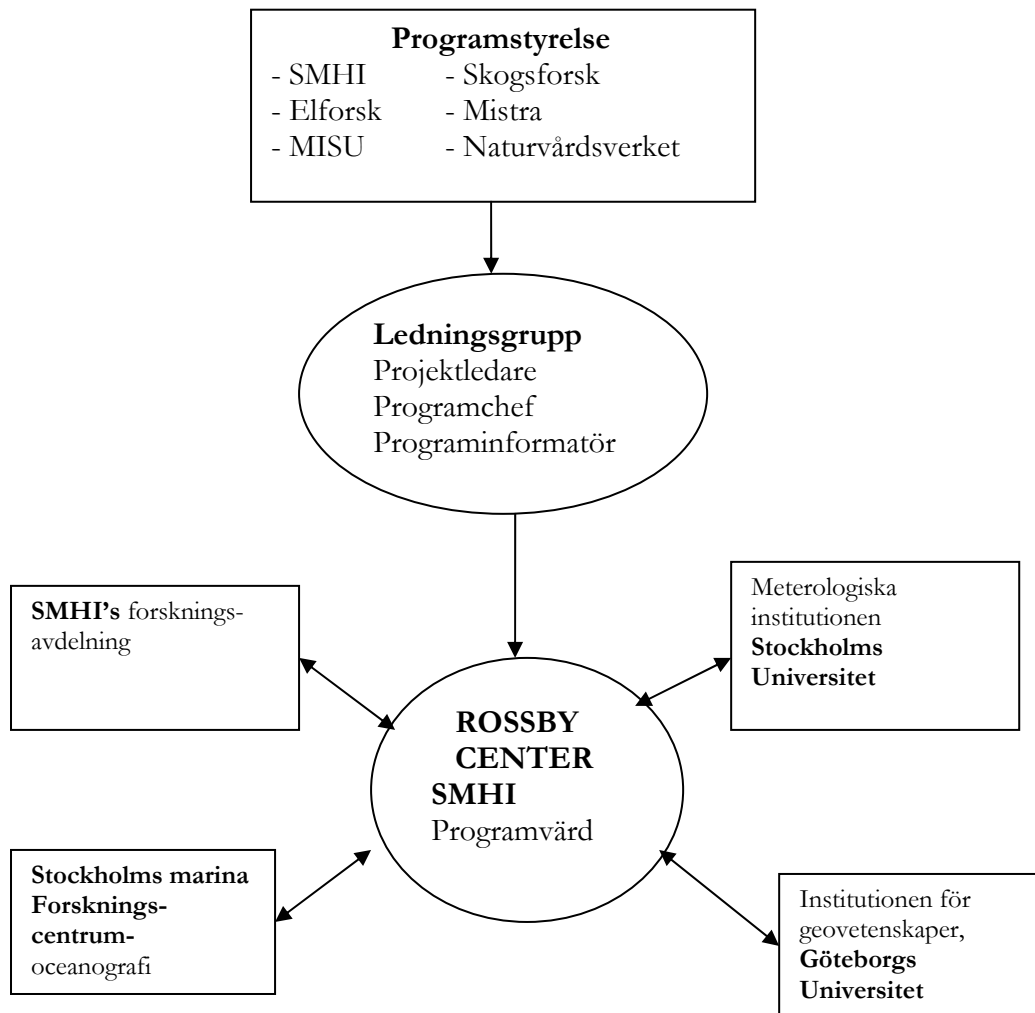 Programstyrelse
- SMHI - Skogsforsk
- Elforsk - Mistra
- MISU - Naturvårdsverket
Ledningsgrupp
Projektledare
Programchef
Programinformatör
SMHI's forsknings-
avdelning
Meterologiska
institutionen
Stockholms
Universitet
ROSSBY
CENTER
SMHI
Programvärd
Stockholms marina
Forsknings-
centrum-
oceanografi
Institutionen för
geovetenskaper,
Göteborgs
Universitet